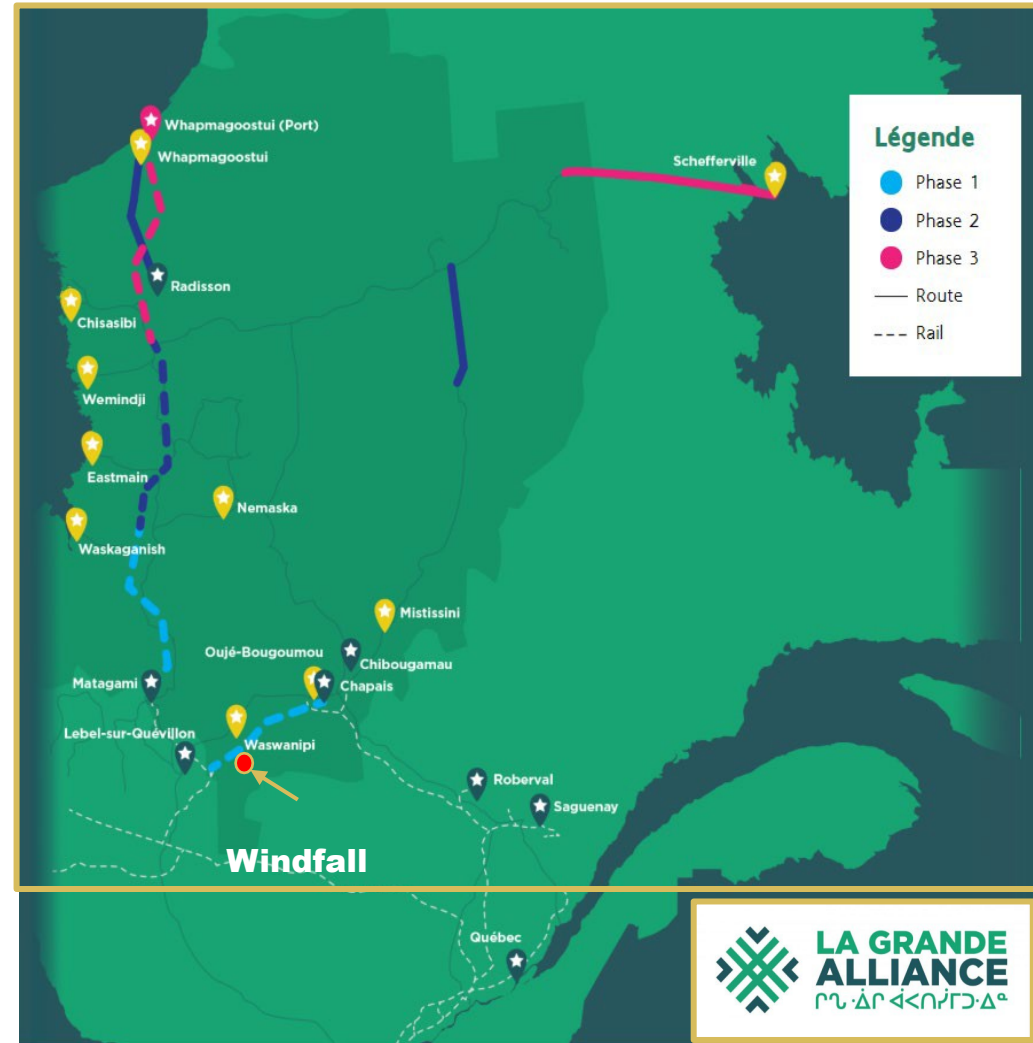 Whapmagoostui (Port)
Whapmagoostui
Schefferville
Légende
Phase 1
Phase 2
Phase 3
Route
Rail
Radisson
Chisasibi
Wemindji
Eastmain
Nemaska
Waskaganish
Mistissini
Oujé-Bougoumou
Chibougamau
Matagami
Chapais
Lebel-sur-Quévillon
Waswanipi
Roberval
Saguenay
Windfall
Québec
LA GRANDE
ALLIANCE